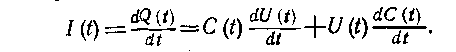 I (t) = dQ (t)/dt = C (t) dU (t)/dt + U (t) dC (t)/dt.